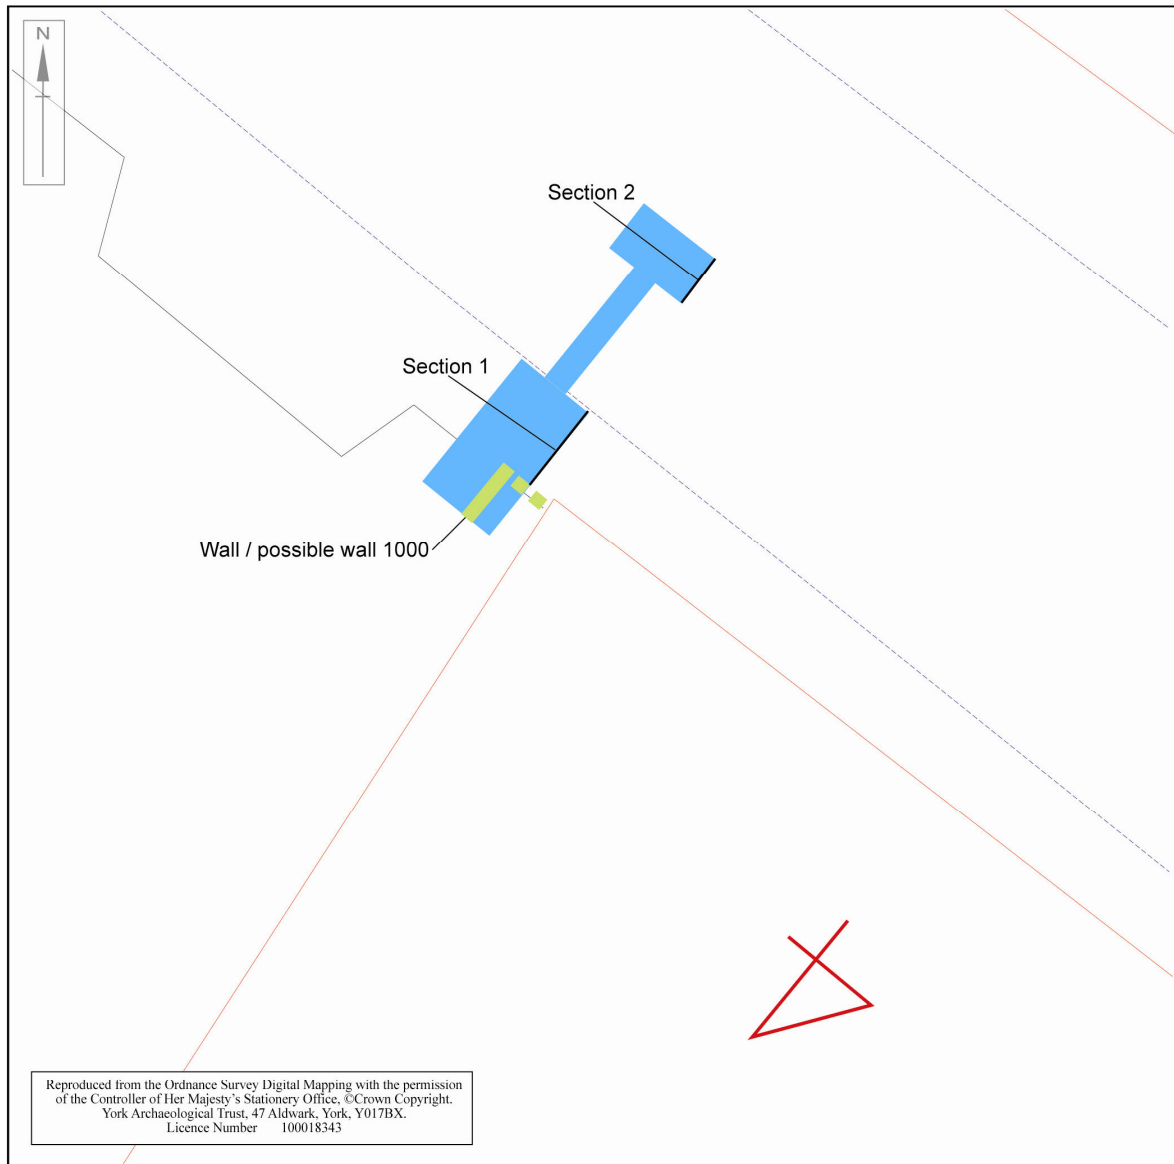 N
Section 2
Section 1
Wall / possible wall 1000
Reproduced from the Ordnance Survey Digital Mapping with the permission
of the Controller of Her Majesty's Stationery Office, ©Crown Copyright.
York Archaeological Trust, 47 Aldwark, York, Y017BX.
Licence Number 100018343